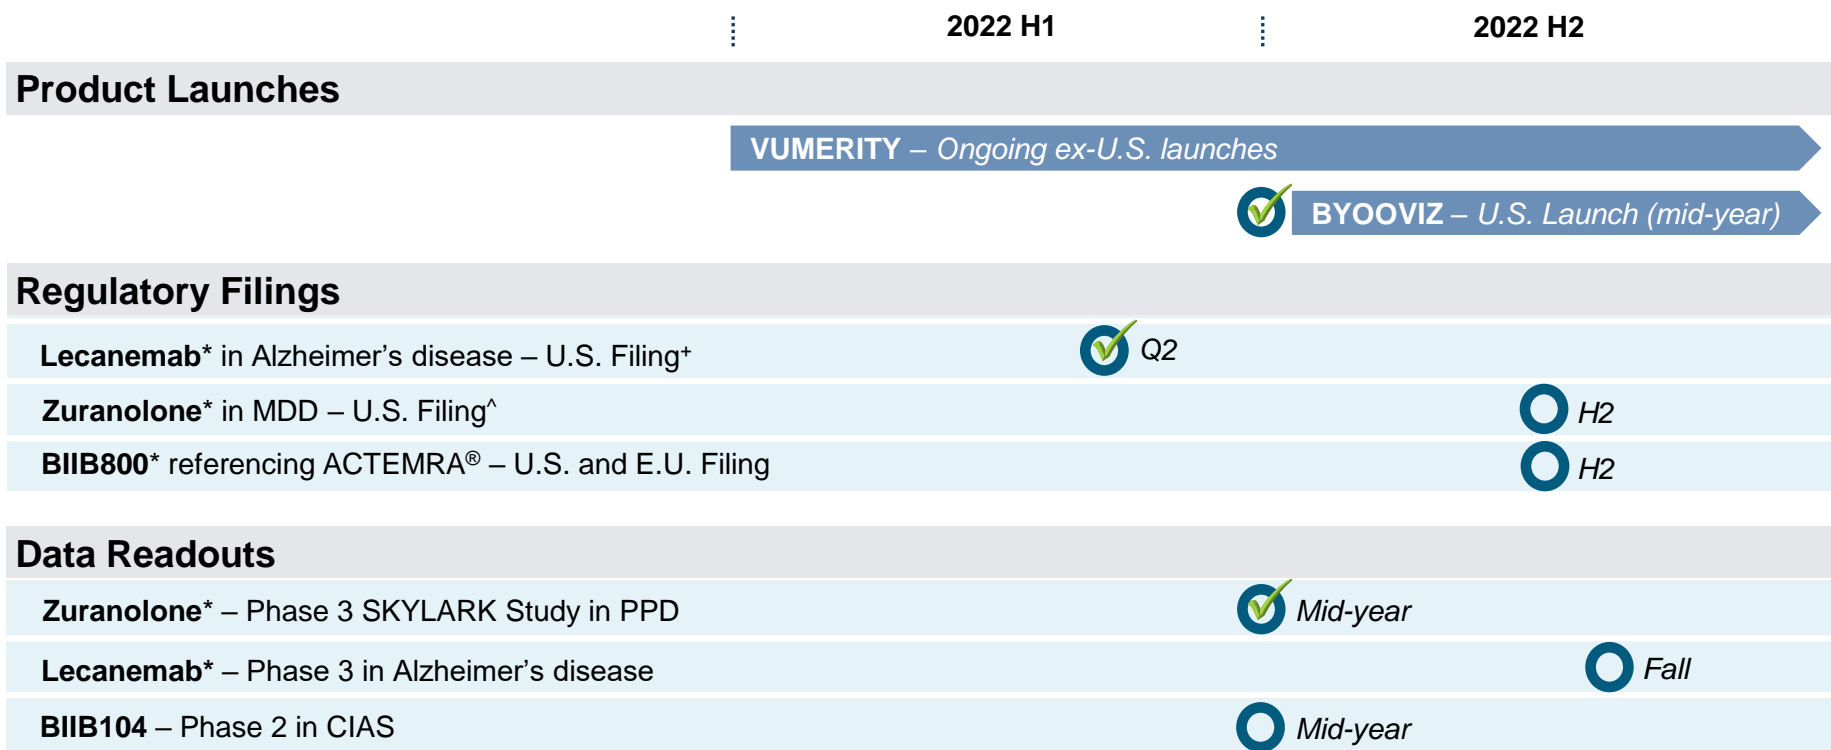 2022 H1 2022 H2
Product Launches
VUMERITY – Ongoing ex-U.S. launches
BYOOVIZ – U.S. Launch (mid-year)
Regulatory Filings
Lecanemab* in Alzheimer’s disease – U.S. Filing+ Q2
Zuranolone* in MDD – U.S. Filing^ H2
BIIB800* referencing ACTEMRA® – U.S. and E.U. Filing H2
Data Readouts
Zuranolone* – Phase 3 SKYLARK Study in PPD Mid-year
Lecanemab* – Phase 3 in Alzheimer’s disease Fall
BIIB104 – Phase 2 in CIAS Mid-year